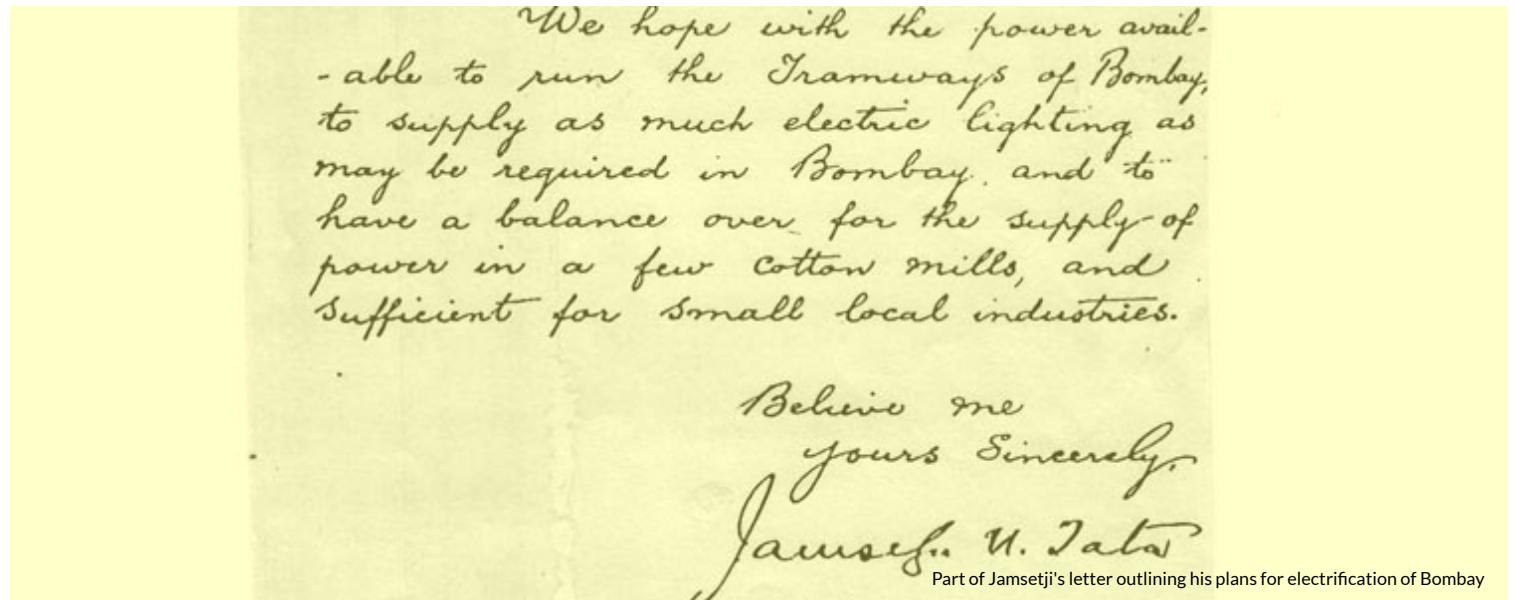 We hope with the power avail-
-able to run the Tramways of Bombay,
to supply as much electric lighting as
may be required in Bombay, and to
have a balance over for the supply of
power in a few cotton mills, and
sufficient for small local industries.
Believe me
yours Sincerely,
Jamsetji N. Tata
Part of Jamsetji's letter outlining his plans for electrification of Bombay